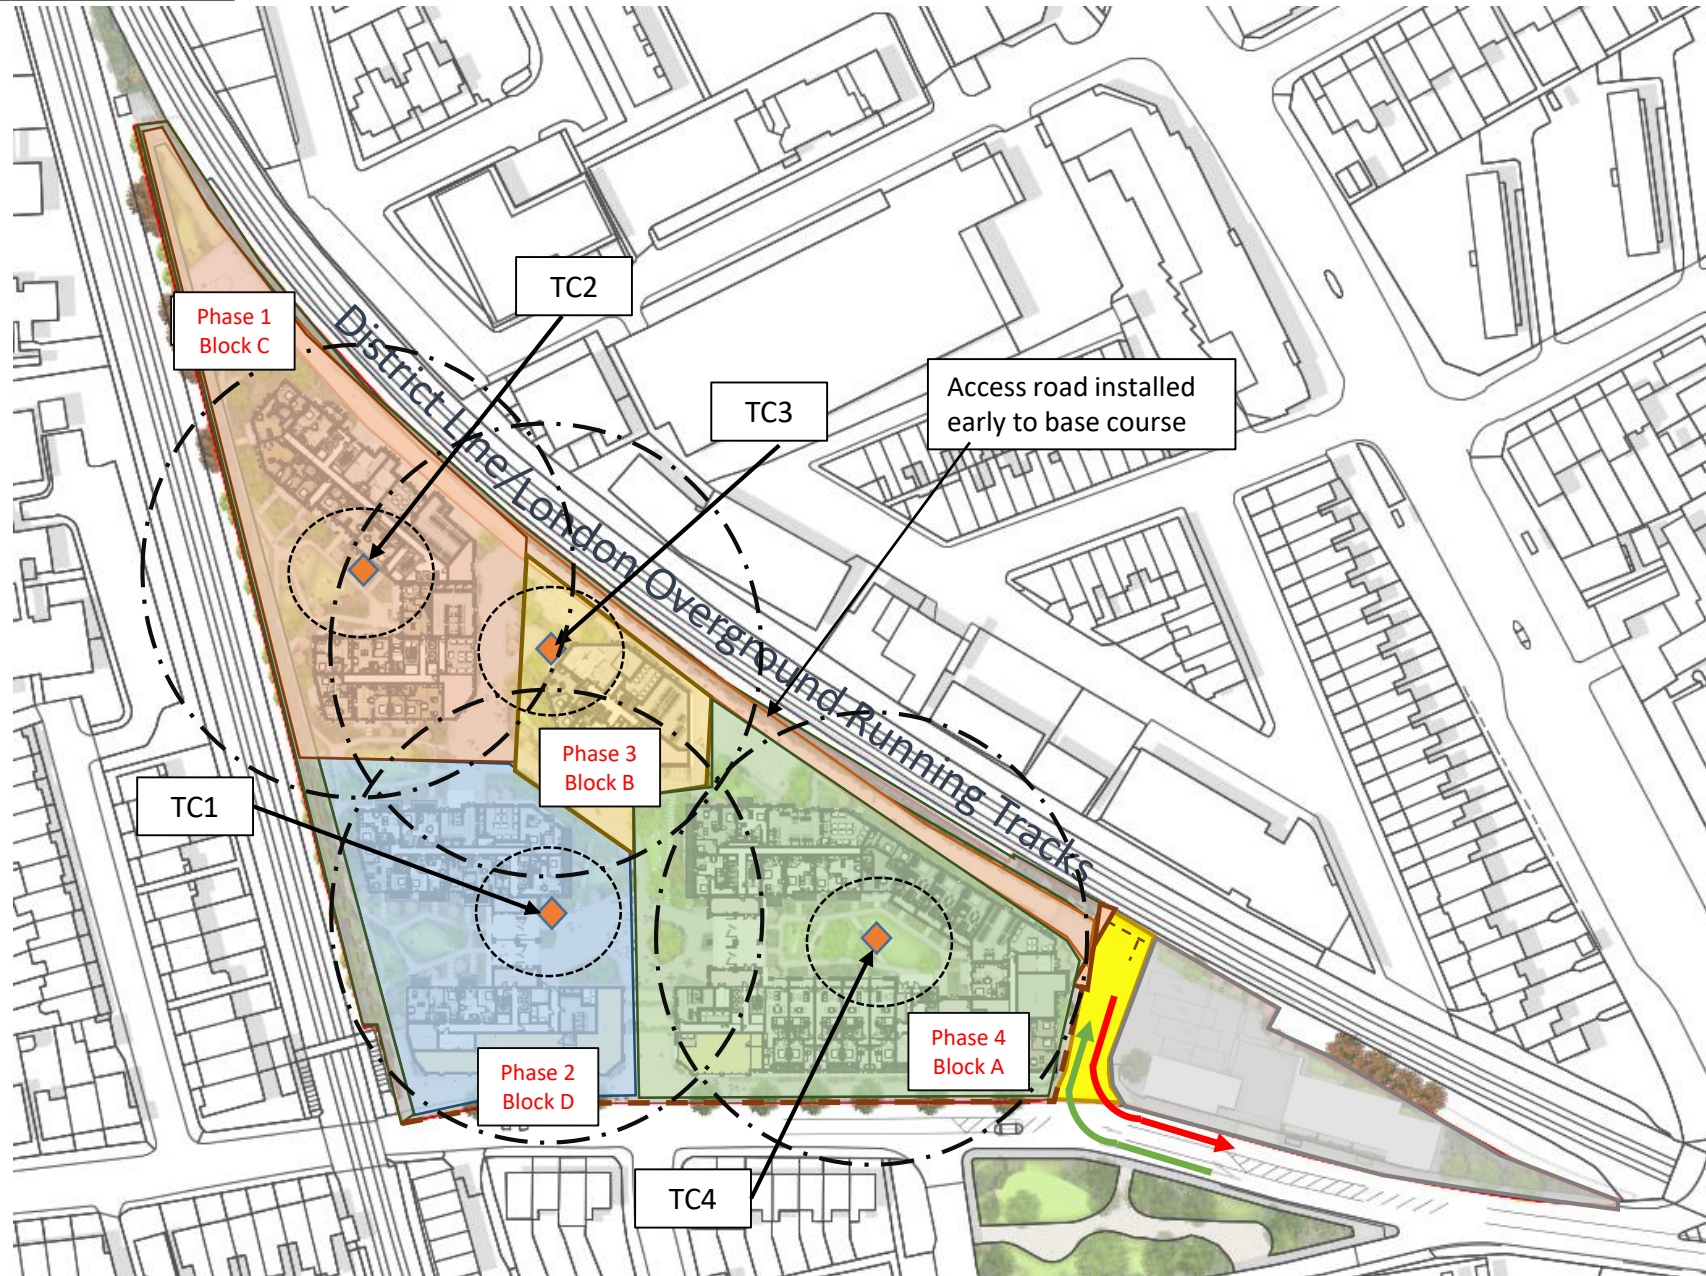 TC2
Phase 1
Block C
District Line/London Overground Running Tracks
TC3
Access road installed
early to base course
Phase 3
Block B
TC1
Phase 4
Block A
Phase 2
Block D
TC4